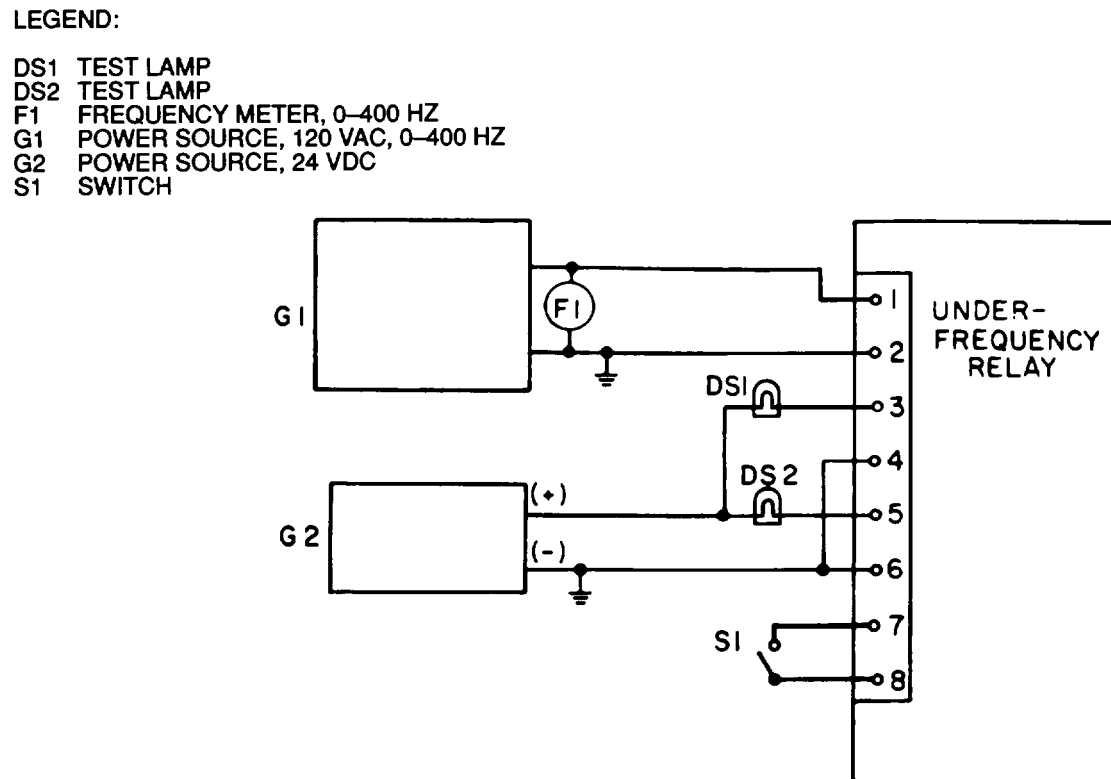 LEGEND:
DS1 TEST LAMP
DS2 TEST LAMP
F1 FREQUENCY METER, 0–400 HZ
G1 POWER SOURCE, 120 VAC, 0–400 HZ
G2 POWER SOURCE, 24 VDC
S1 SWITCH
G1
F1
1
2
UNDER-
FREQUENCY
RELAY
DS1
3
4
DS2
5
G2
(+)
(-)
6
S1
7
8